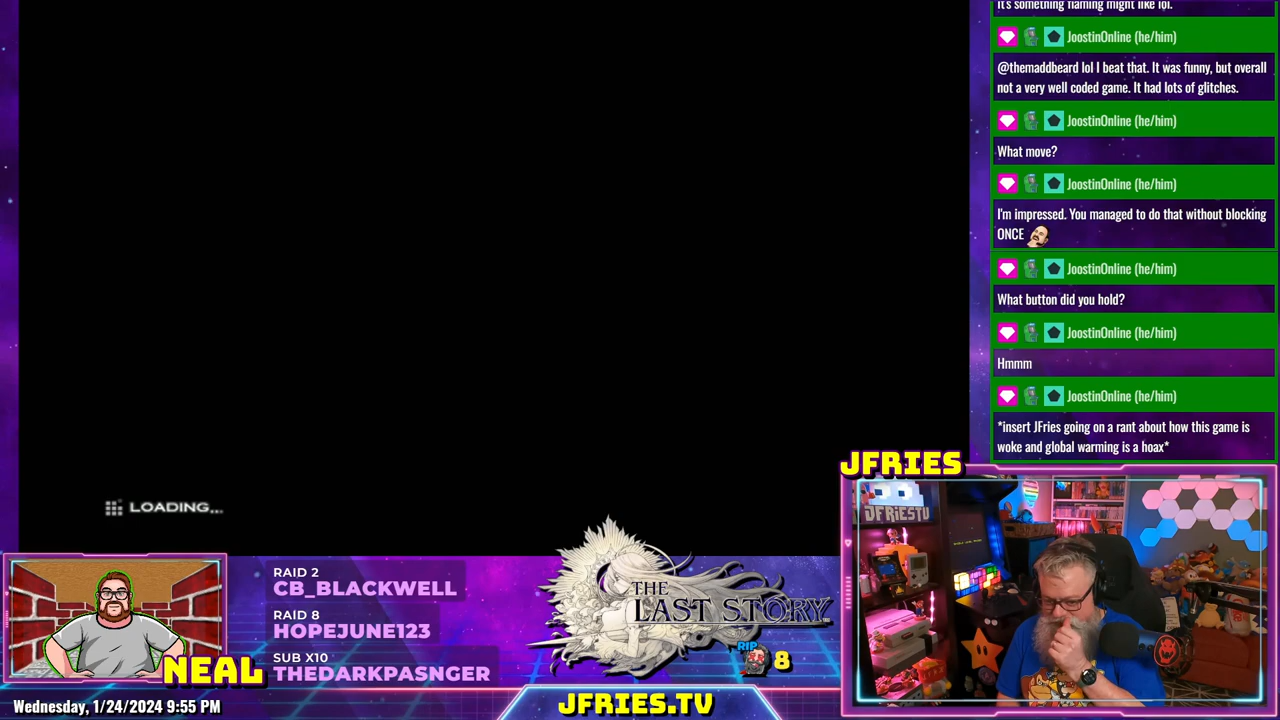 It's something flaming might like lol.
JoostinOnline (he/him)
@themaddbeard lol I beat that. It was funny, but overall
not a very well coded game. It had lots of glitches.
JoostinOnline (he/him)
What move?
JoostinOnline (he/him)
I'm impressed. You managed to do that without blocking
ONCE
JoostinOnline (he/him)
What button did you hold?
JoostinOnline (he/him)
Hmmm
JoostinOnline (he/him)
*insert JFries going on a rant about how this game is
woke and global warming is a hoax*
LOADING...
JFRIES
JFRIESTV
RAID 2
CB_BLACKWELL
RAID 8
HOPEJUNE123
SUB X10
THEDARKPASNGER
NEAL
THE
LAST STORY
RIP
8
JFRIES.TV
Wednesday, 1/24/2024 9:55 PM